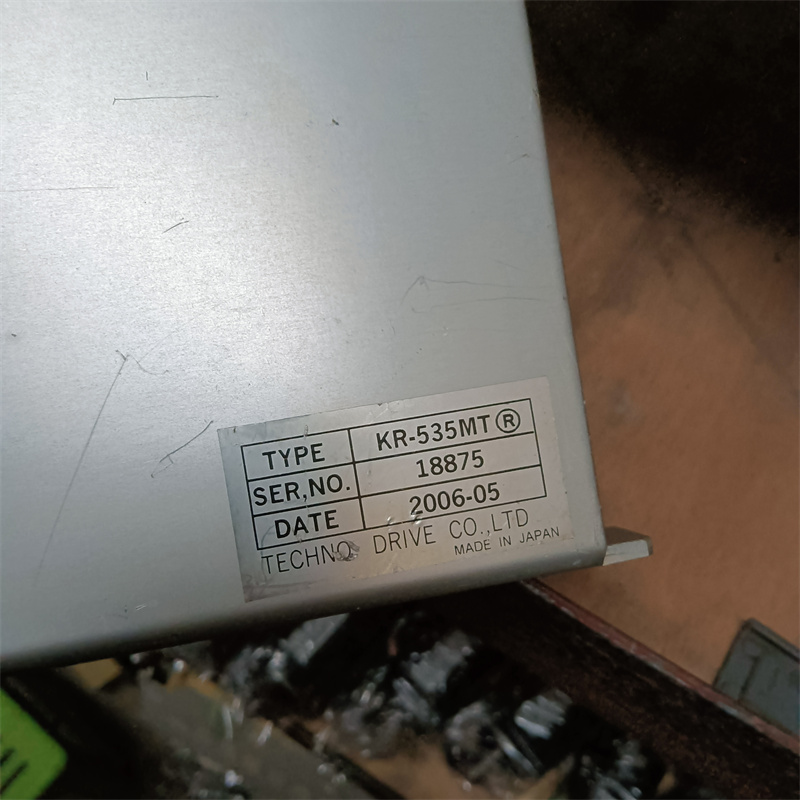 TYPE KR-535MT Ⓡ
SER,NO. 18875
DATE 2006-05
TECHNO DRIVE CO.,LTD
MADE IN JAPAN